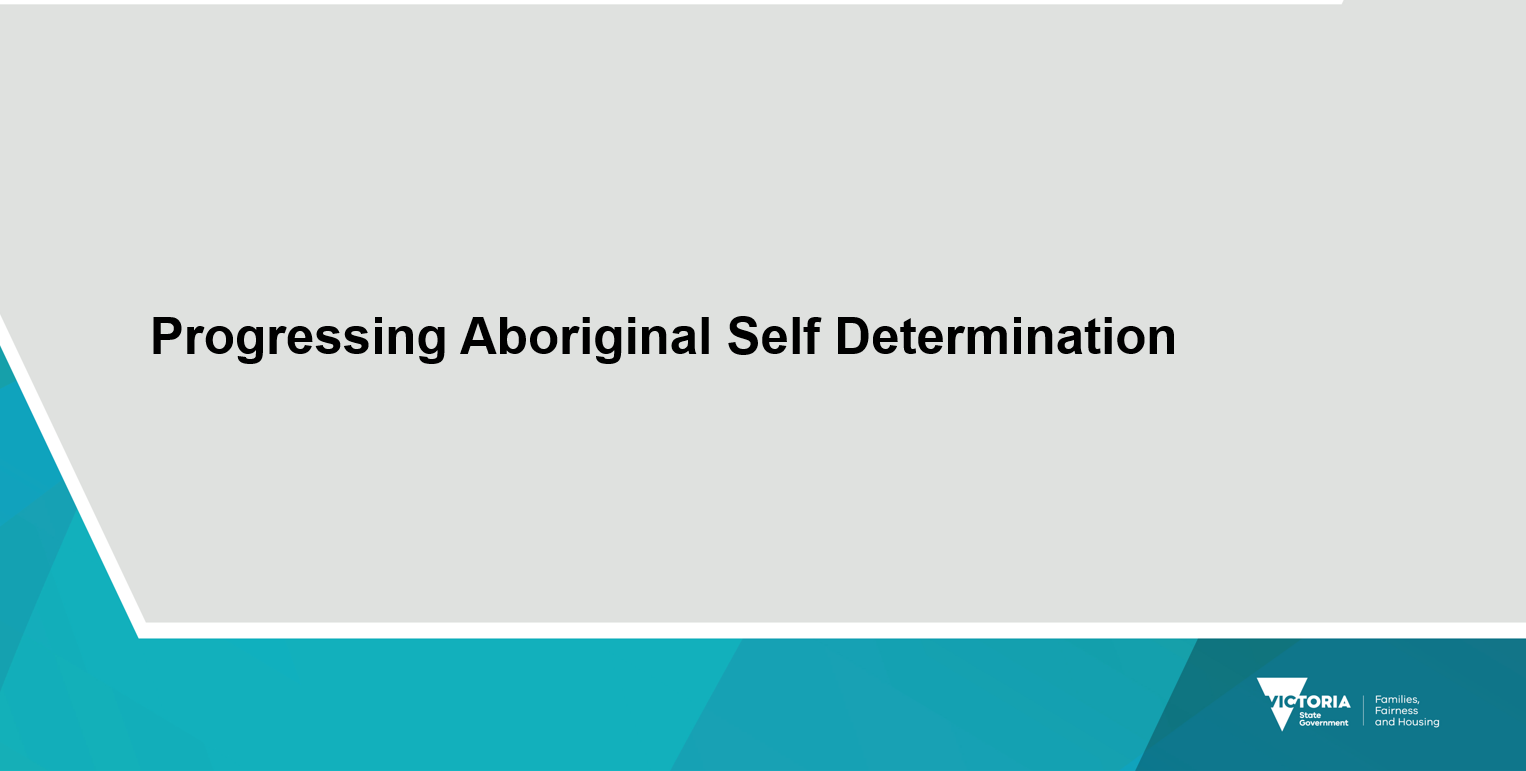 Progressing Aboriginal Self Determination
VICTORIA
State
Government
Families,
Fairness
and Housing